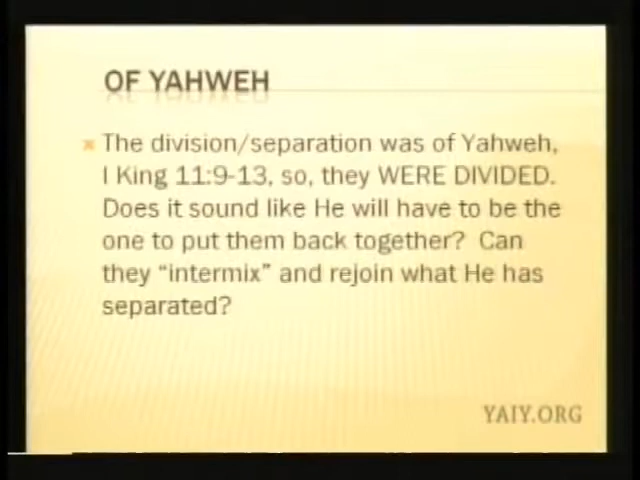 OF YAHWEH
The division/separation was of Yahweh,
I King 11:9-13, so, they WERE DIVIDED.
Does it sound like He will have to be the
one to put them back together? Can
they “intermix” and rejoin what He has
separated?
YAIY.ORG